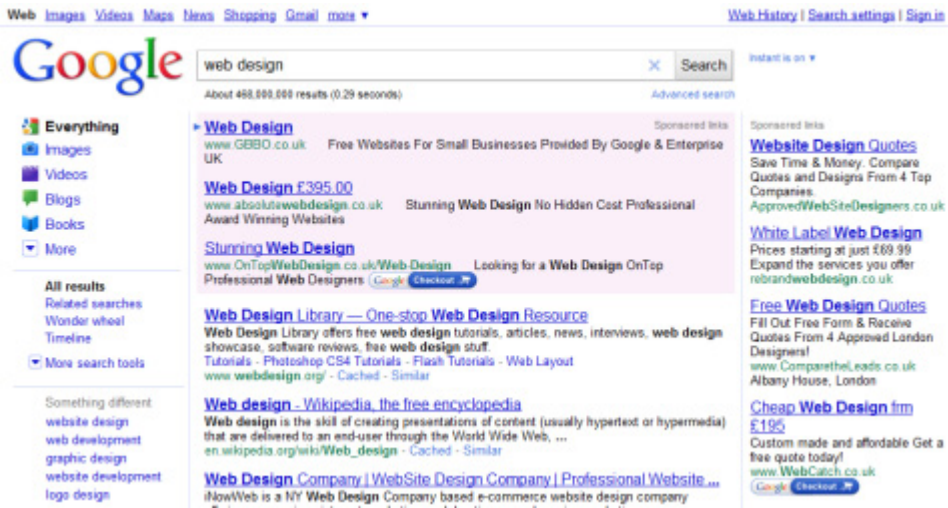 Web Images Videos Maps News Shopping Gmail more ▼
Web History | Search settings | Sign in
Google
web design
× Search
Instant is on ▼
About 468,000,000 results (0.29 seconds)
Advanced search
Everything
Images
Videos
Blogs
Books
More
All results
Related searches
Wonder wheel
Timeline
More search tools
Something different
website design
web development
graphic design
website development
logo design
Web Design
Sponsored links
www.GBBO.co.uk Free Websites For Small Businesses Provided By Google & Enterprise
UK
Web Design £395.00
www.absolutewebdesign.co.uk Stunning Web Design No Hidden Cost Professional
Award Winning Websites
Stunning Web Design
www.OnTopWebDesign.co.uk/Web-Design Looking for a Web Design OnTop
Professional Web Designers Google Checkout
Web Design Library — One-stop Web Design Resource
Web Design Library offers free web design tutorials, articles, news, interviews, web design
showcase, software reviews, free web design stuff.
Tutorials - Photoshop CS4 Tutorials - Flash Tutorials - Web Layout
www.webdesign.org/ - Cached - Similar
Web design - Wikipedia, the free encyclopedia
Web design is the skill of creating presentations of content (usually hypertext or hypermedia)
that are delivered to an end-user through the World Wide Web, ...
en.wikipedia.org/wiki/Web_design - Cached - Similar
Web Design Company | WebSite Design Company | Professional Website ...
iNowWeb is a NY Web Design Company based e-commerce website design company
Sponsored links
Website Design Quotes
Save Time & Money. Compare
Quotes and Designs From 4 Top
Companies.
ApprovedWebSiteDesigners.co.uk
White Label Web Design
Prices starting at just £69.99
Expand the services you offer
rebrandwebdesign.co.uk
Free Web Design Quotes
Fill Out Free Form & Receive
Quotes From 4 Approved London
Designers!
www.ComparetheLeads.co.uk
Albany House, London
Cheap Web Design frm
£195
Custom made and affordable Get a
free quote today!
www.WebCatch.co.uk
Google Checkout